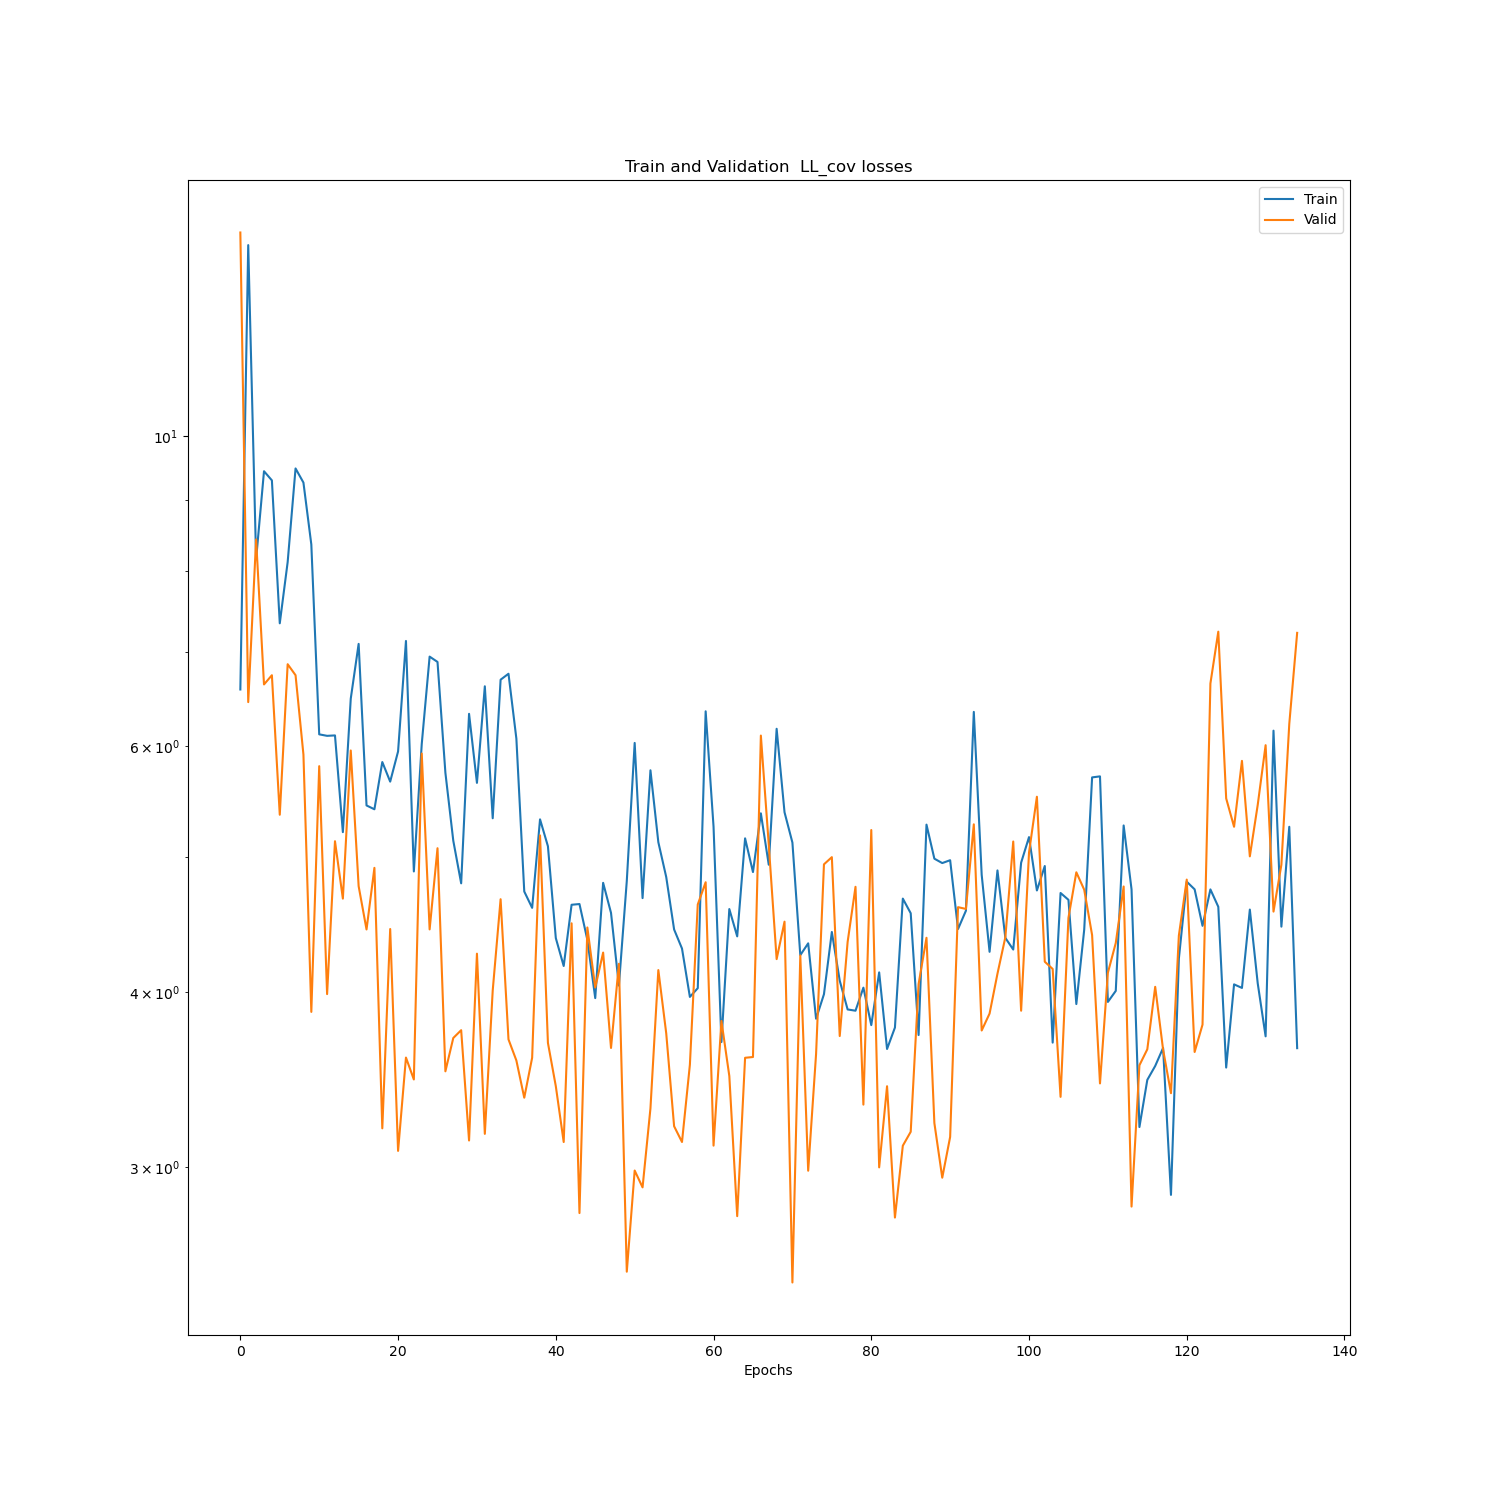 Train and Validation  LL_cov losses
Train
Valid
10¹
6 × 10⁰
4 × 10⁰
3 × 10⁰
0 20 40 60 80 100 120 140
Epochs